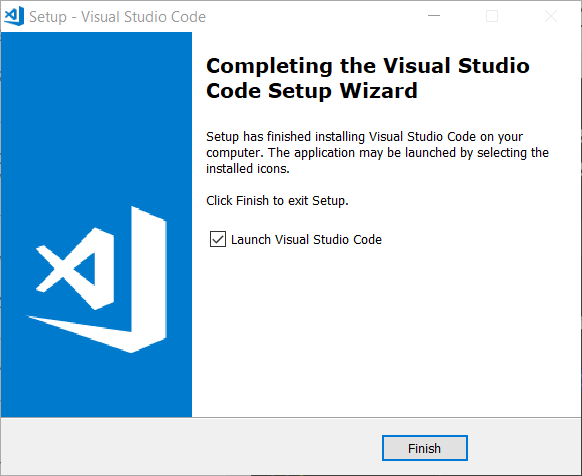 Setup - Visual Studio Code
Completing the Visual Studio
Code Setup Wizard
Setup has finished installing Visual Studio Code on your
computer. The application may be launched by selecting the
installed icons.
Click Finish to exit Setup.
Launch Visual Studio Code
Finish